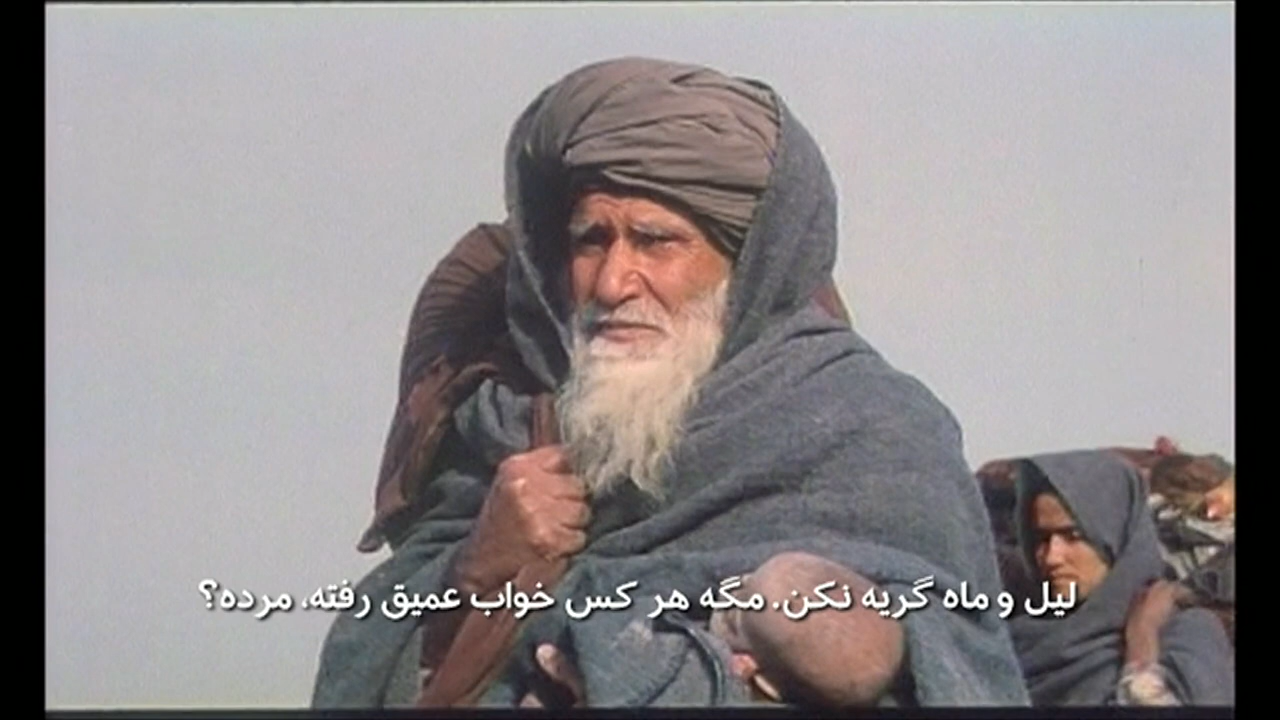 لیل و ماه گریه نکن. مگه هر کس خواب عمیق رفته، مرده؟